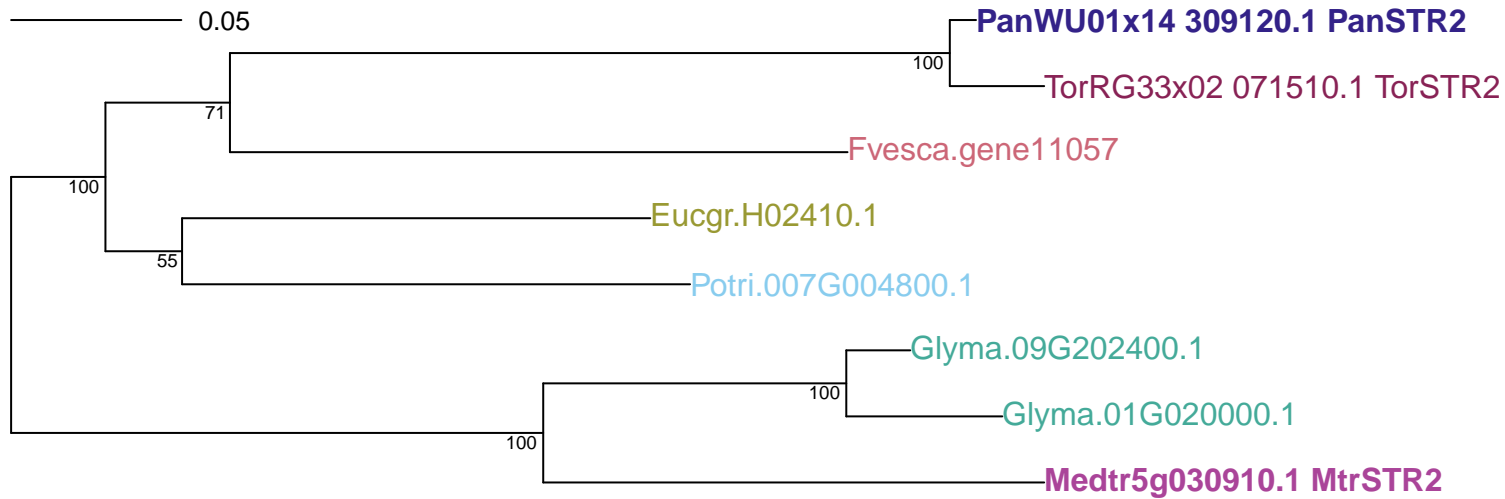 0.05
PanWU01x14 309120.1 PanSTR2
100
TorRG33x02 071510.1 TorSTR2
71
Fvesca.gene11057
100
Eucgr.H02410.1
55
Potri.007G004800.1
Glyma.09G202400.1
100
Glyma.01G020000.1
100
Medtr5g030910.1 MtrSTR2